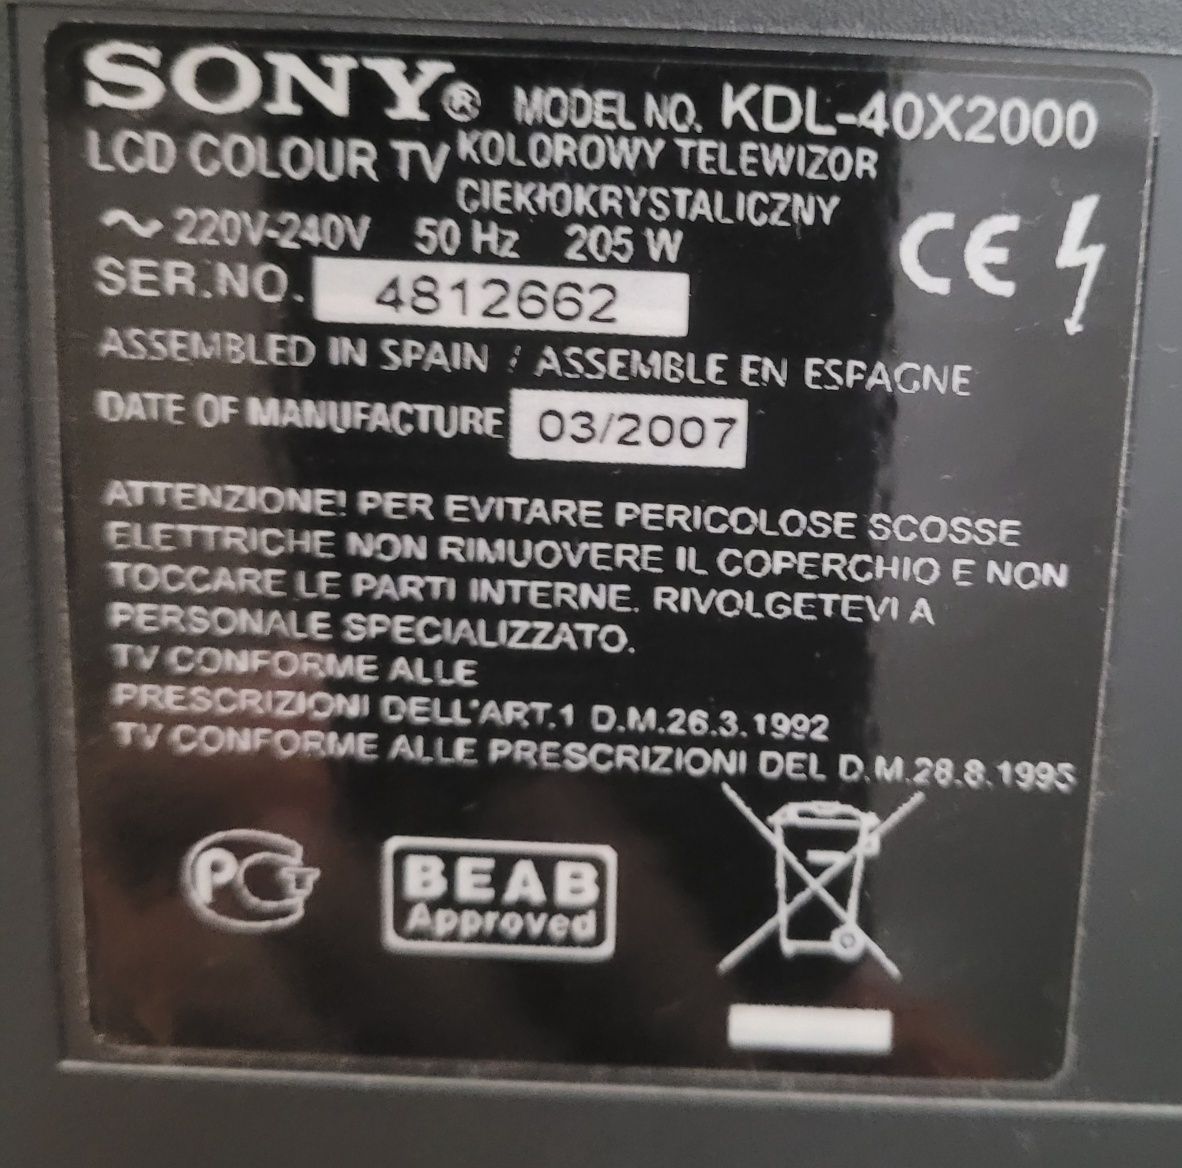 SONY® MODEL NO. KDL-40X2000
LCD COLOUR TV KOLOROWY TELEWIZOR
CIEKŁOKRYSTALICZNY
~ 220V-240V 50 Hz 205 W
CE
SER.NO. 4812662
ASSEMBLED IN SPAIN / ASSEMBLE EN ESPAGNE
DATE OF MANUFACTURE 03/2007
ATTENZIONE! PER EVITARE PERICOLOSE SCOSSE
ELETTRICHE NON RIMUOVERE IL COPERCHIO E NON
TOCCARE LE PARTI INTERNE. RIVOLGETEVI A
PERSONALE SPECIALIZZATO.
TV CONFORME ALLE
PRESCRIZIONI DELL'ART.1 D.M.26.3.1992
TV CONFORME ALLE PRESCRIZIONI DEL D.M.28.8.1995
PCT
BEAB
Approved